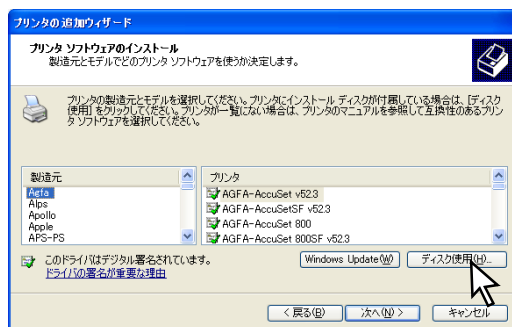 プリンタの追加ウィザード
プリンタ ソフトウェアのインストール
製造元とモデルでどのプリンタ ソフトウェアを使うか決定します。
プリンタの製造元とモデルを選択してください。プリンタにインストール ディスクが付属している場合は、[ディスク
使用] をクリックしてください。プリンタが一覧にない場合は、プリンタのマニュアルを参照して互換性のあるプリン
タ ソフトウェアを選択してください。
製造元
Agfa
Alps
Apollo
Apple
APS-PS
プリンタ
AGFA-AccuSet v52.3
AGFA-AccuSetSF v52.3
AGFA-AccuSet 800
AGFA-AccuSet 800SF v52.3
このドライバはデジタル署名されています。
ドライバの署名が重要な理由
Windows Update(W)
ディスク使用(H)...
< 戻る(B)
次へ(N) >
キャンセル